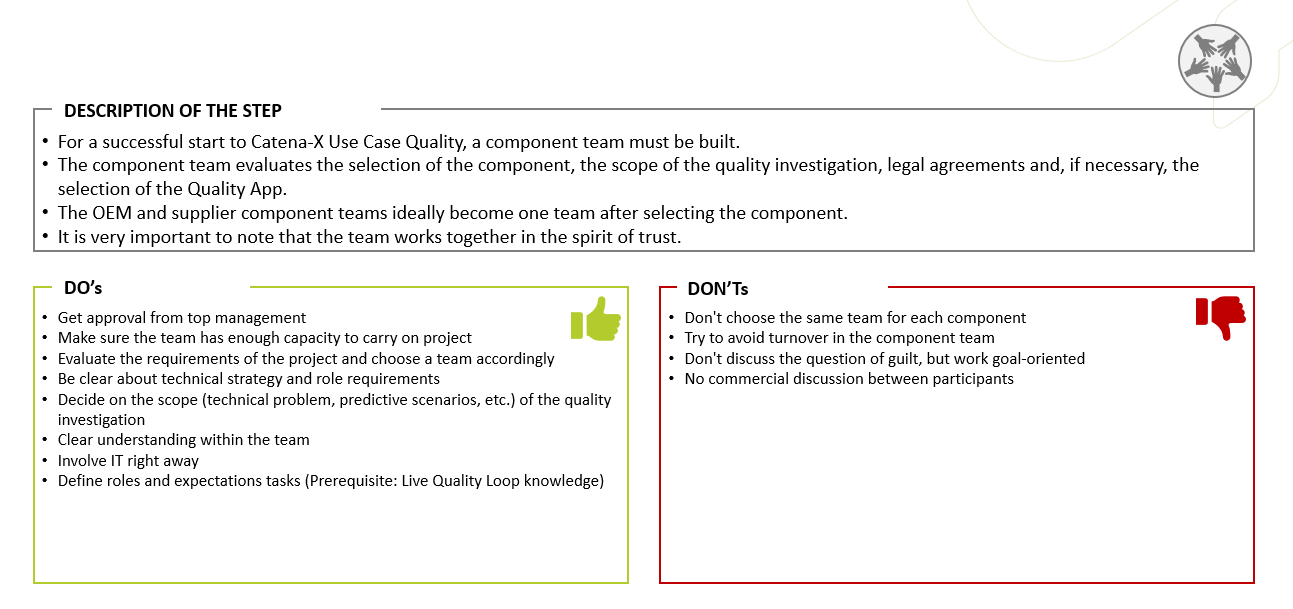 DESCRIPTION OF THE STEP
• For a successful start to Catena-X Use Case Quality, a component team must be built.
• The component team evaluates the selection of the component, the scope of the quality investigation, legal agreements and, if necessary, the
selection of the Quality App.
• The OEM and supplier component teams ideally become one team after selecting the component.
• It is very important to note that the team works together in the spirit of trust.
DO’s
• Get approval from top management
• Make sure the team has enough capacity to carry on project
• Evaluate the requirements of the project and choose a team accordingly
• Be clear about technical strategy and role requirements
• Decide on the scope (technical problem, predictive scenarios, etc.) of the quality
investigation
• Clear understanding within the team
• Involve IT right away
• Define roles and expectations tasks (Prerequisite: Live Quality Loop knowledge)
DON’Ts
• Don't choose the same team for each component
• Try to avoid turnover in the component team
• Don't discuss the question of guilt, but work goal-oriented
• No commercial discussion between participants